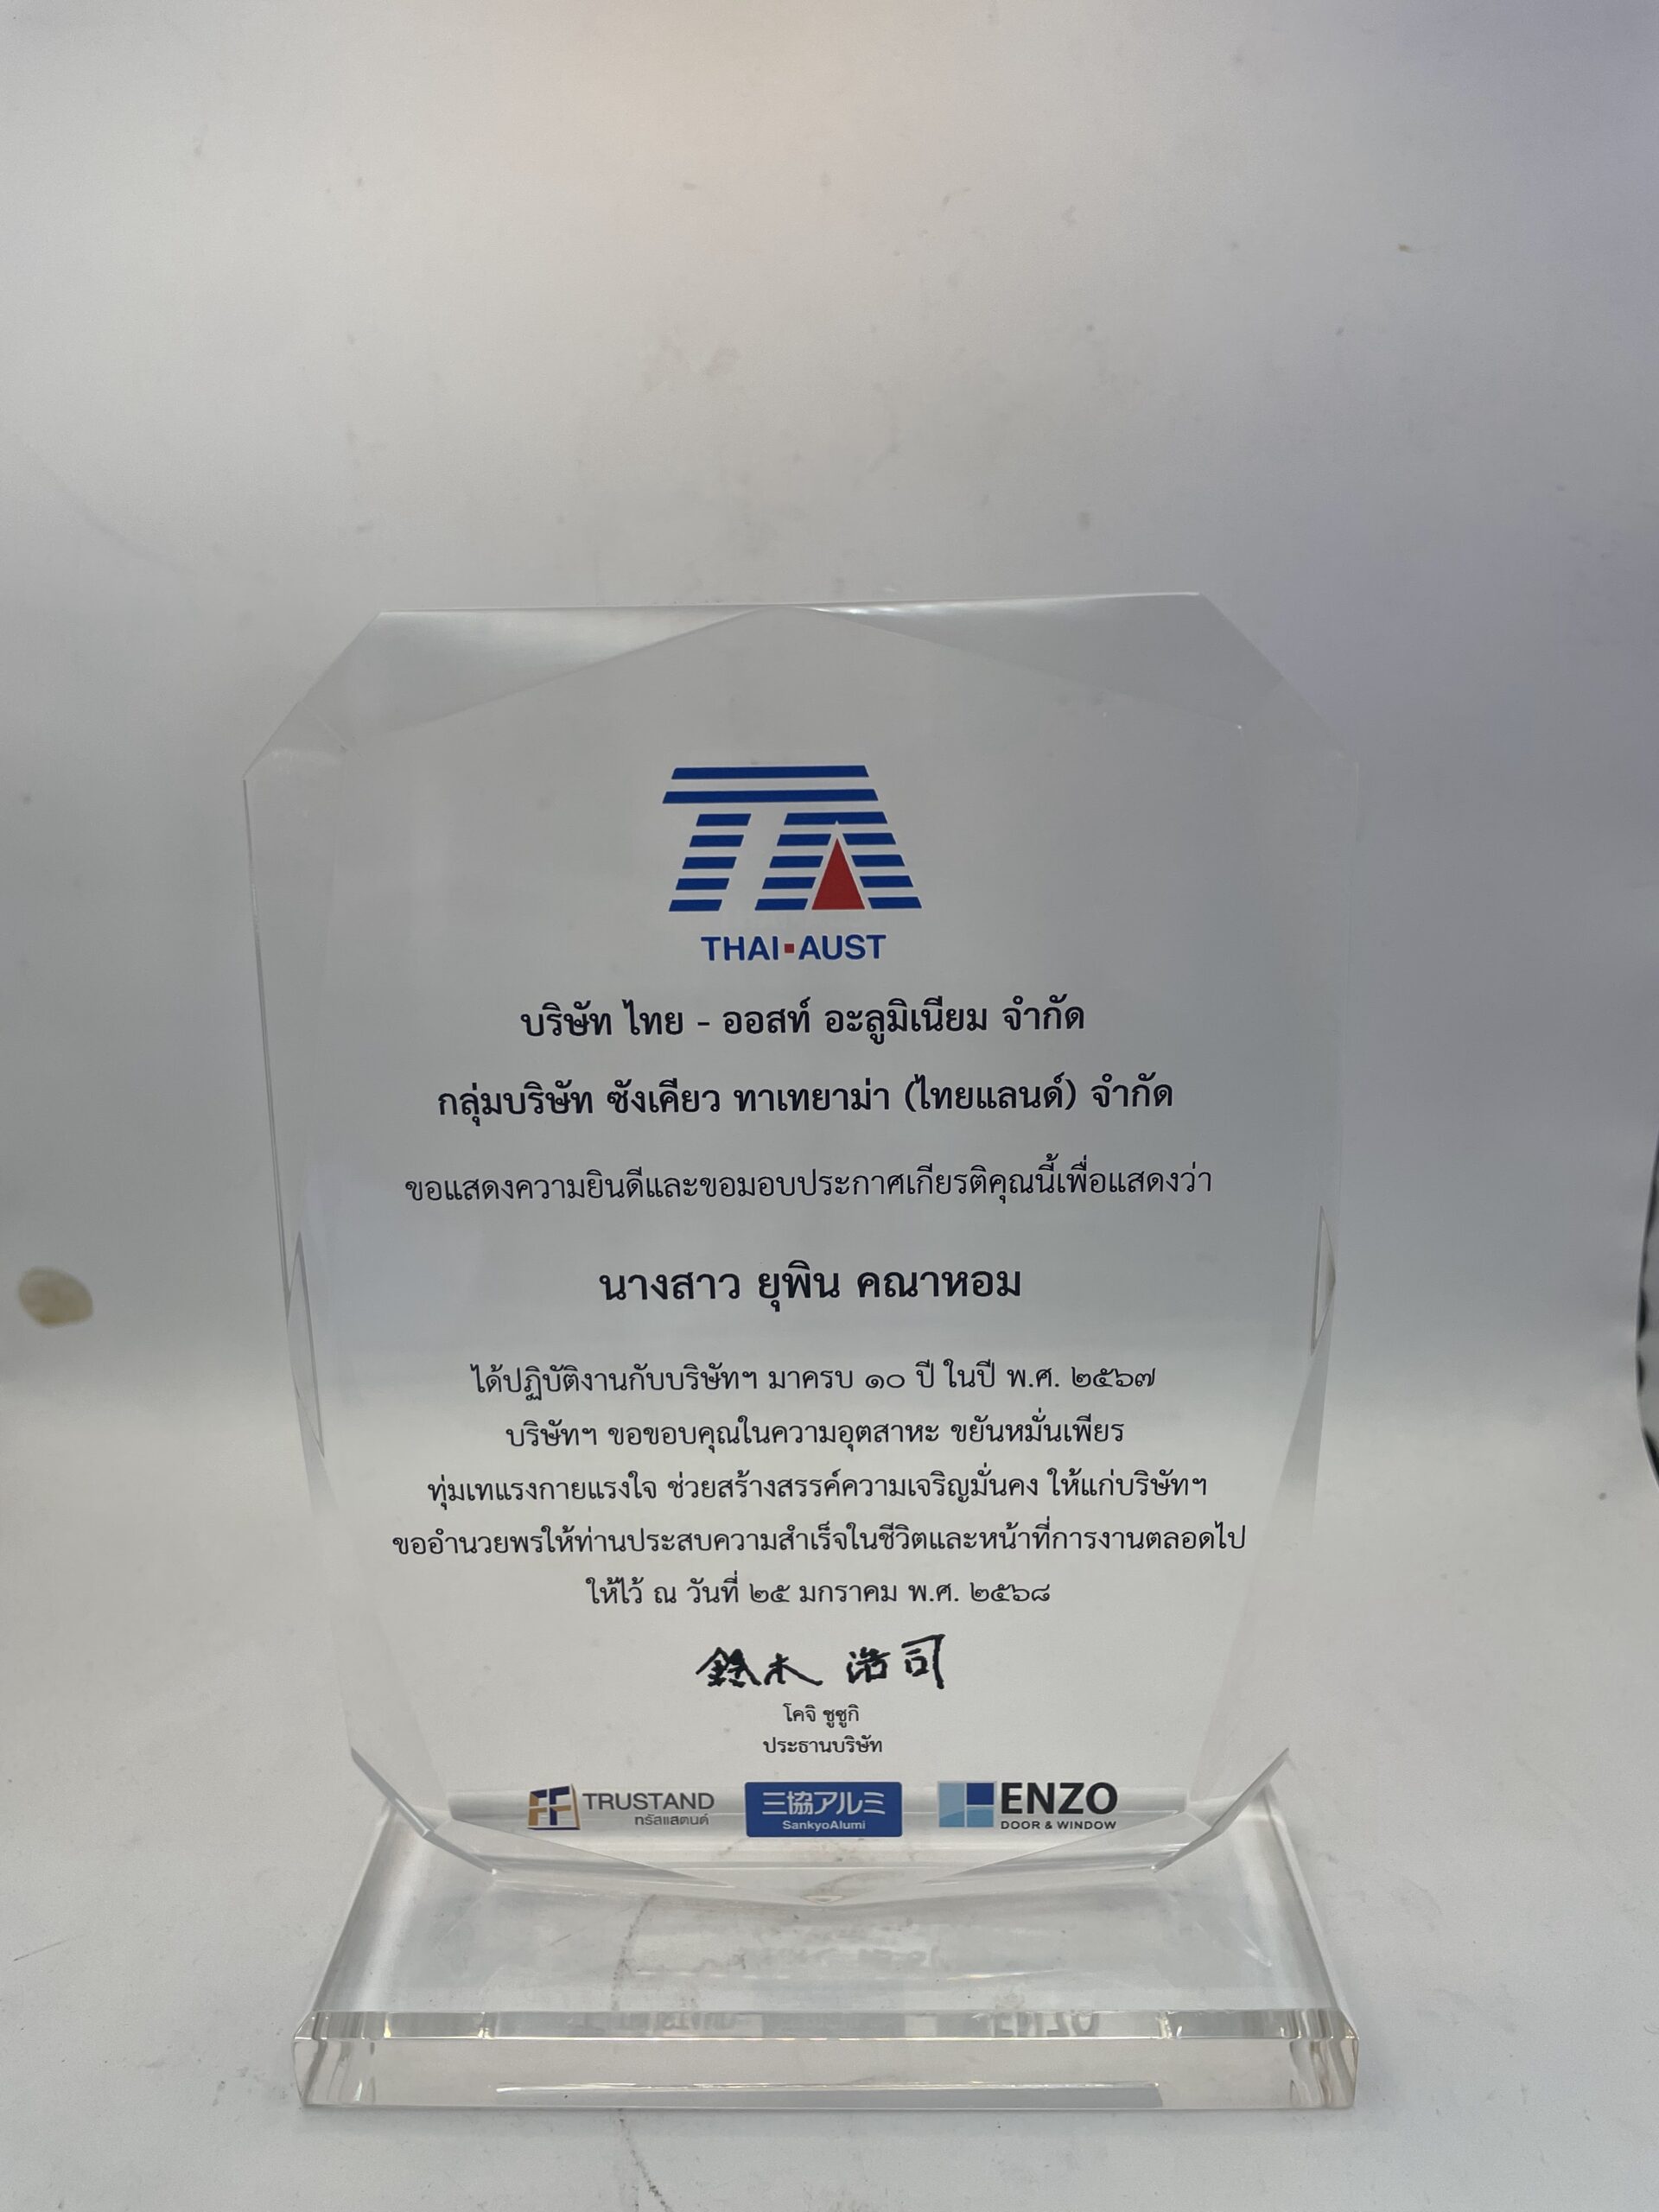 THAI▪AUST
บริษัท ไทย - ออสท์ อะลูมิเนียม จำกัด
กลุ่มบริษัท ซังเคียว ทาเทยาม่า (ไทยแลนด์) จำกัด
ขอแสดงความยินดีและขอมอบประกาศเกียรติคุณนี้เพื่อแสดงว่า
นางสาว ยุพิน คณาหอม
ได้ปฏิบัติงานกับบริษัทฯ มาครบ ๑๐ ปี ในปี พ.ศ. ๒๕๖๗
บริษัทฯ ขอขอบคุณในความอุตสาหะ ขยันหมั่นเพียร
ทุ่มเทแรงกายแรงใจ ช่วยสร้างสรรค์ความเจริญมั่นคง ให้แก่บริษัทฯ
ขออำนวยพรให้ท่านประสบความสำเร็จในชีวิตและหน้าที่การงานตลอดไป
ให้ไว้ ณ วันที่ ๒๕ มกราคม พ.ศ. ๒๕๖๘
鈴木 浩司
โคจิ ซูซูกิ
ประธานบริษัท
TRUSTAND
ทรัสแสตนด์
三協アルミ
SankyoAlumi
ENZO
DOOR & WINDOW